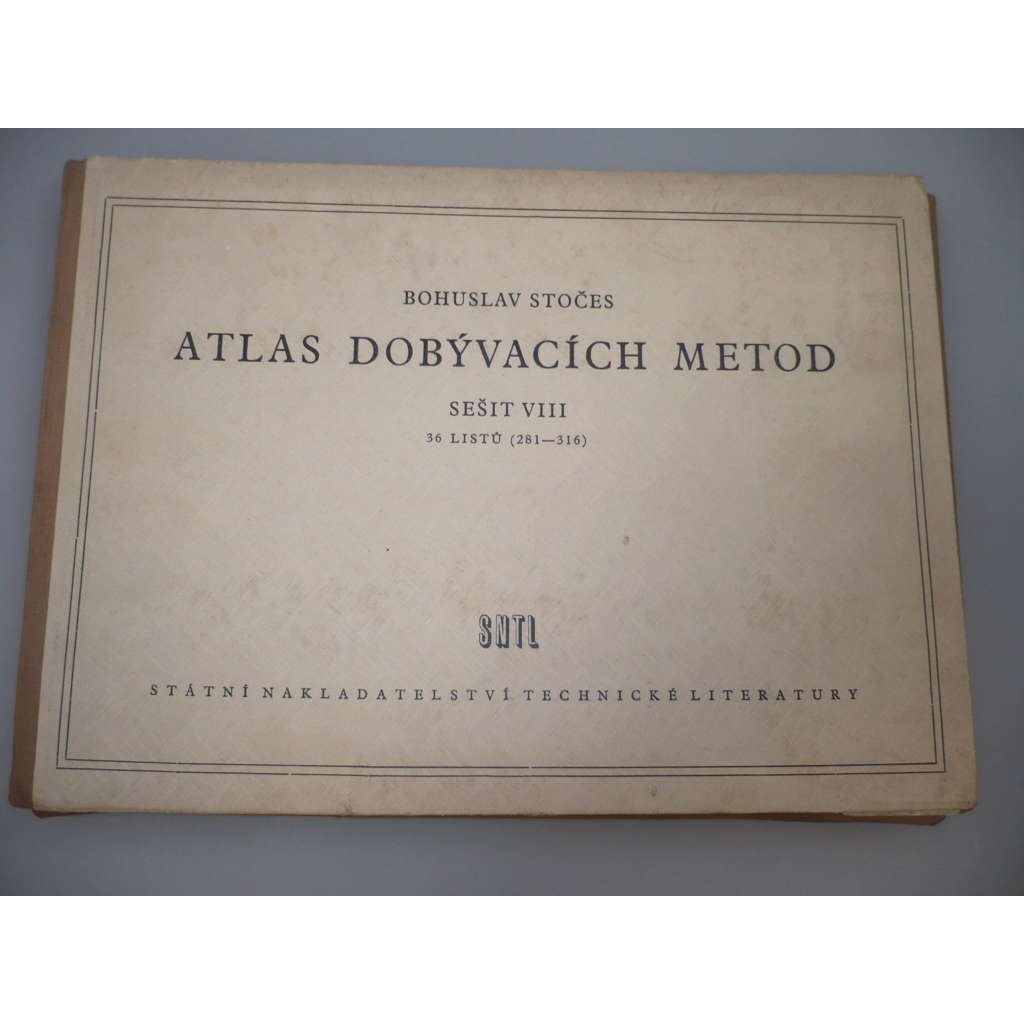 BOHUSLAV STOČES
ATLAS DOBÝVACÍCH METOD
SEŠIT VIII
36 LISTŮ (281—316)
SNTL
STÁTNÍ NAKLADATELSTVÍ TECHNICKÉ LITERATURY